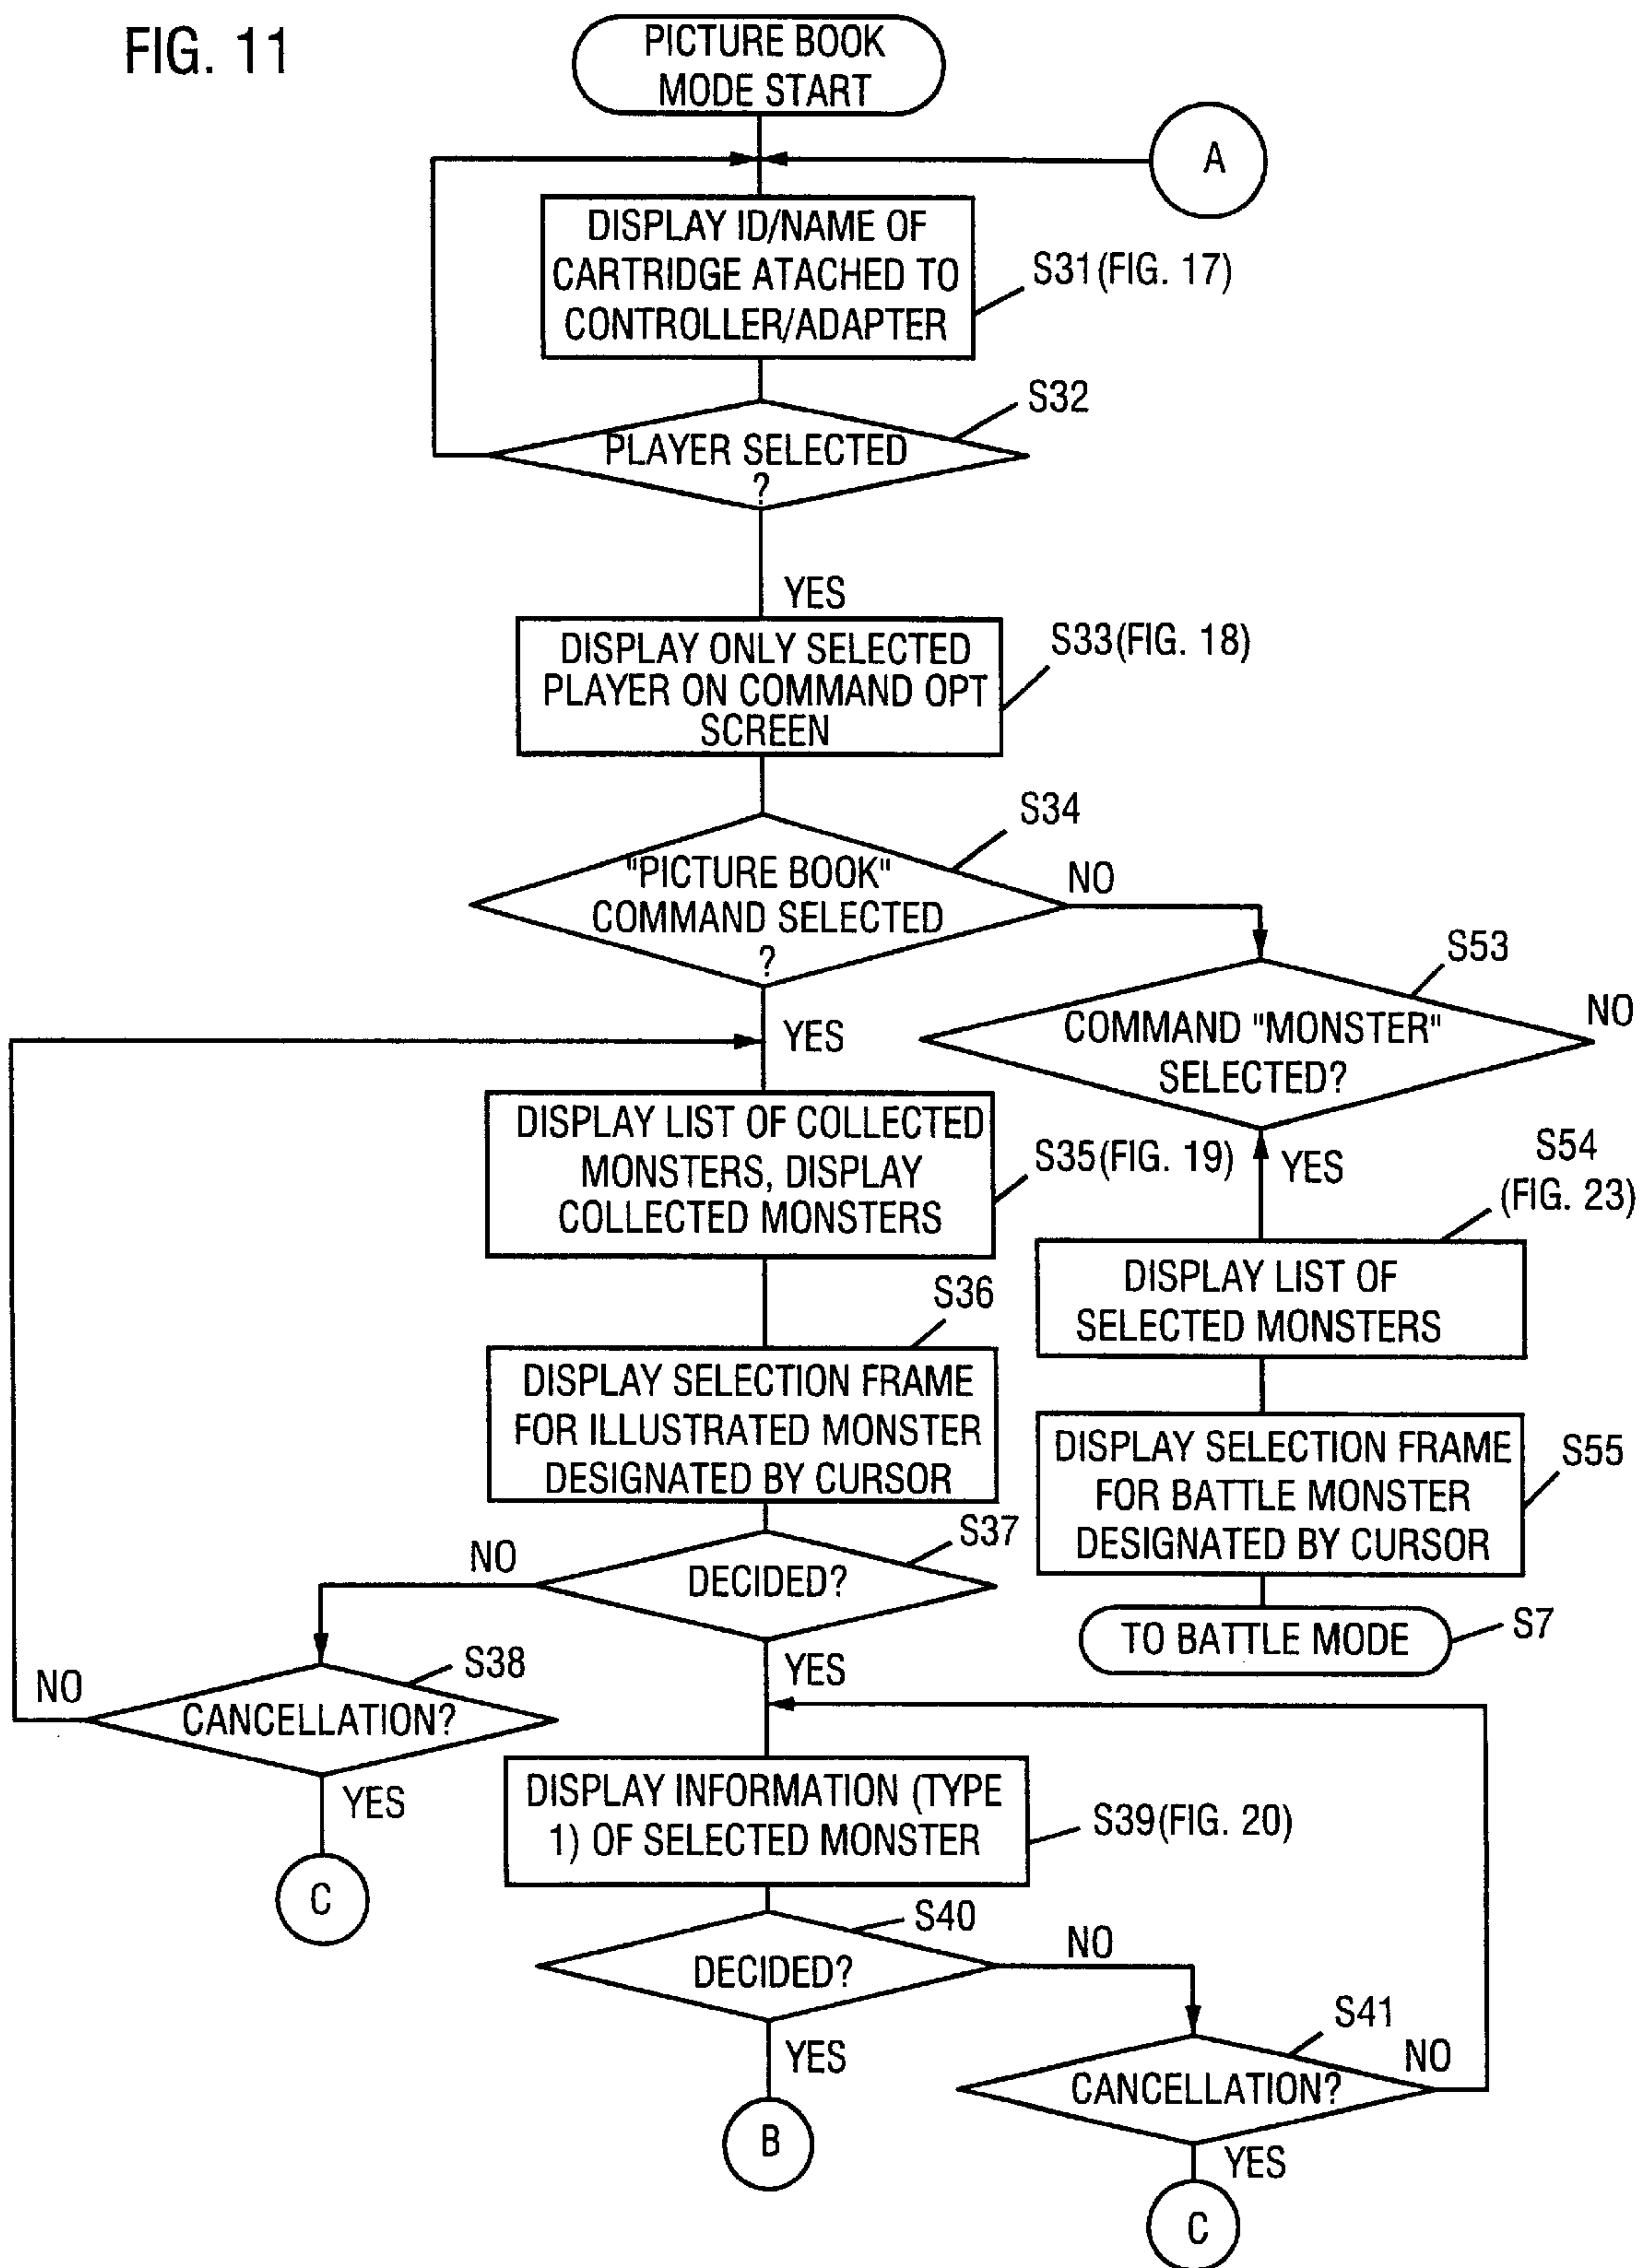 FIG. 11
PICTURE BOOK
MODE START
A
DISPLAY ID/NAME OF
CARTRIDGE ATACHED TO
CONTROLLER/ADAPTER
S31(FIG. 17)
S32
PLAYER SELECTED
?
YES
DISPLAY ONLY SELECTED
PLAYER ON COMMAND OPT
SCREEN
S33(FIG. 18)
S34
"PICTURE BOOK"
COMMAND SELECTED
?
NO
YES
S53
COMMAND "MONSTER"
SELECTED?
NO
YES
DISPLAY LIST OF COLLECTED
MONSTERS, DISPLAY
COLLECTED MONSTERS
S35(FIG. 19)
S54
(FIG. 23)
DISPLAY LIST OF
SELECTED MONSTERS
S36
DISPLAY SELECTION FRAME
FOR ILLUSTRATED MONSTER
DESIGNATED BY CURSOR
DISPLAY SELECTION FRAME
FOR BATTLE MONSTER
DESIGNATED BY CURSOR
S55
S37
DECIDED?
NO
YES
TO BATTLE MODE
S7
S38
CANCELLATION?
NO
YES
C
DISPLAY INFORMATION (TYPE
1) OF SELECTED MONSTER
S39(FIG. 20)
S40
DECIDED?
NO
YES
B
S41
CANCELLATION?
NO
YES
C